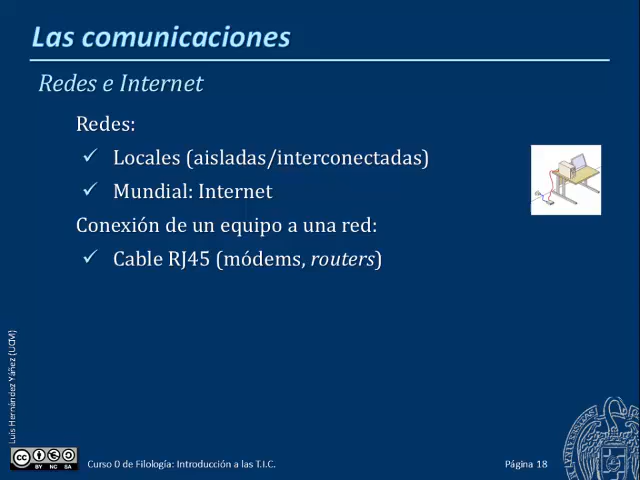 Las comunicaciones
Redes e Internet
Redes:
✓ Locales (aisladas/interconectadas)
✓ Mundial: Internet
Conexión de un equipo a una red:
✓ Cable RJ45 (módems, routers)
Luis Hernández Yáñez (UCM)
cc
BY NC SA
Curso 0 de Filología: Introducción a las T.I.C.
Página 18